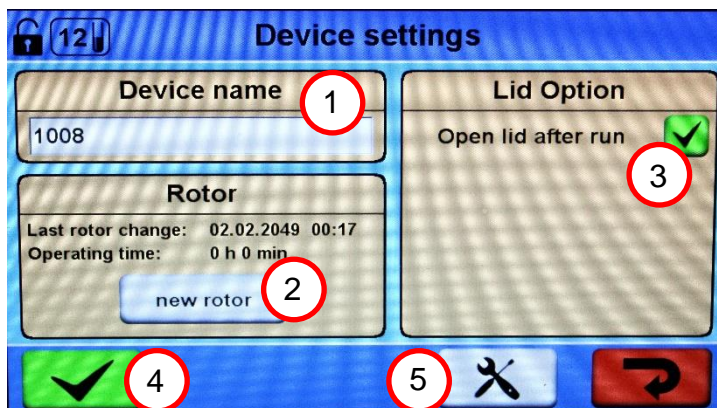 12
Device settings
Device name
1
1008
Rotor
Last rotor change: 02.02.2049 00:17
Operating time: 0 h 0 min
new rotor
2
Lid Option
Open lid after run
3
4
5